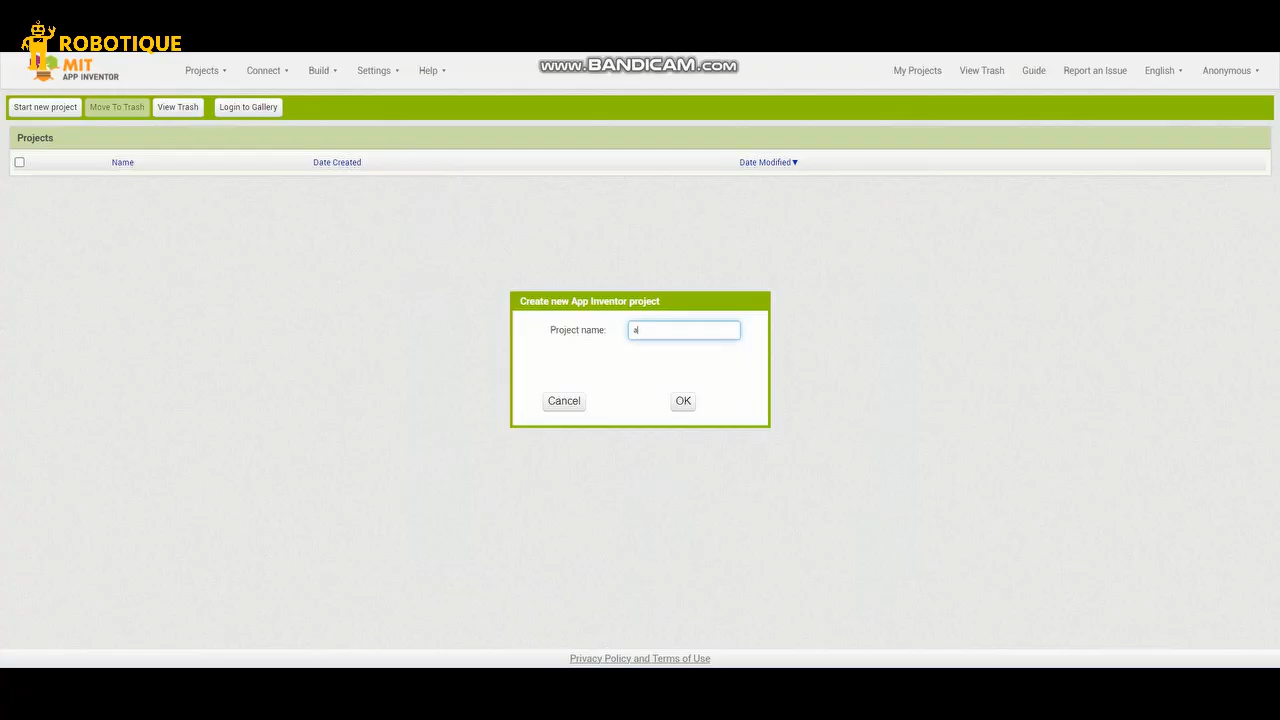 ROBOTIQUE
www.BANDICAM.com
MIT
APP INVENTOR
Projects
Connect
Build
Settings
Help
My Projects
View Trash
Guide
Report an Issue
English
Anonymous
Start new project
Move To Trash
View Trash
Login to Gallery
Projects
Name
Date Created
Date Modified▼
Create new App Inventor project
Project name:
a
Cancel
OK
Privacy Policy and Terms of Use